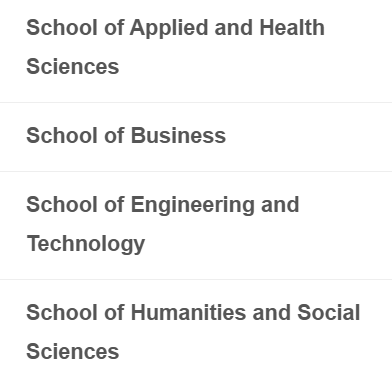 School of Applied and Health
Sciences
School of Business
School of Engineering and
Technology
School of Humanities and Social
Sciences